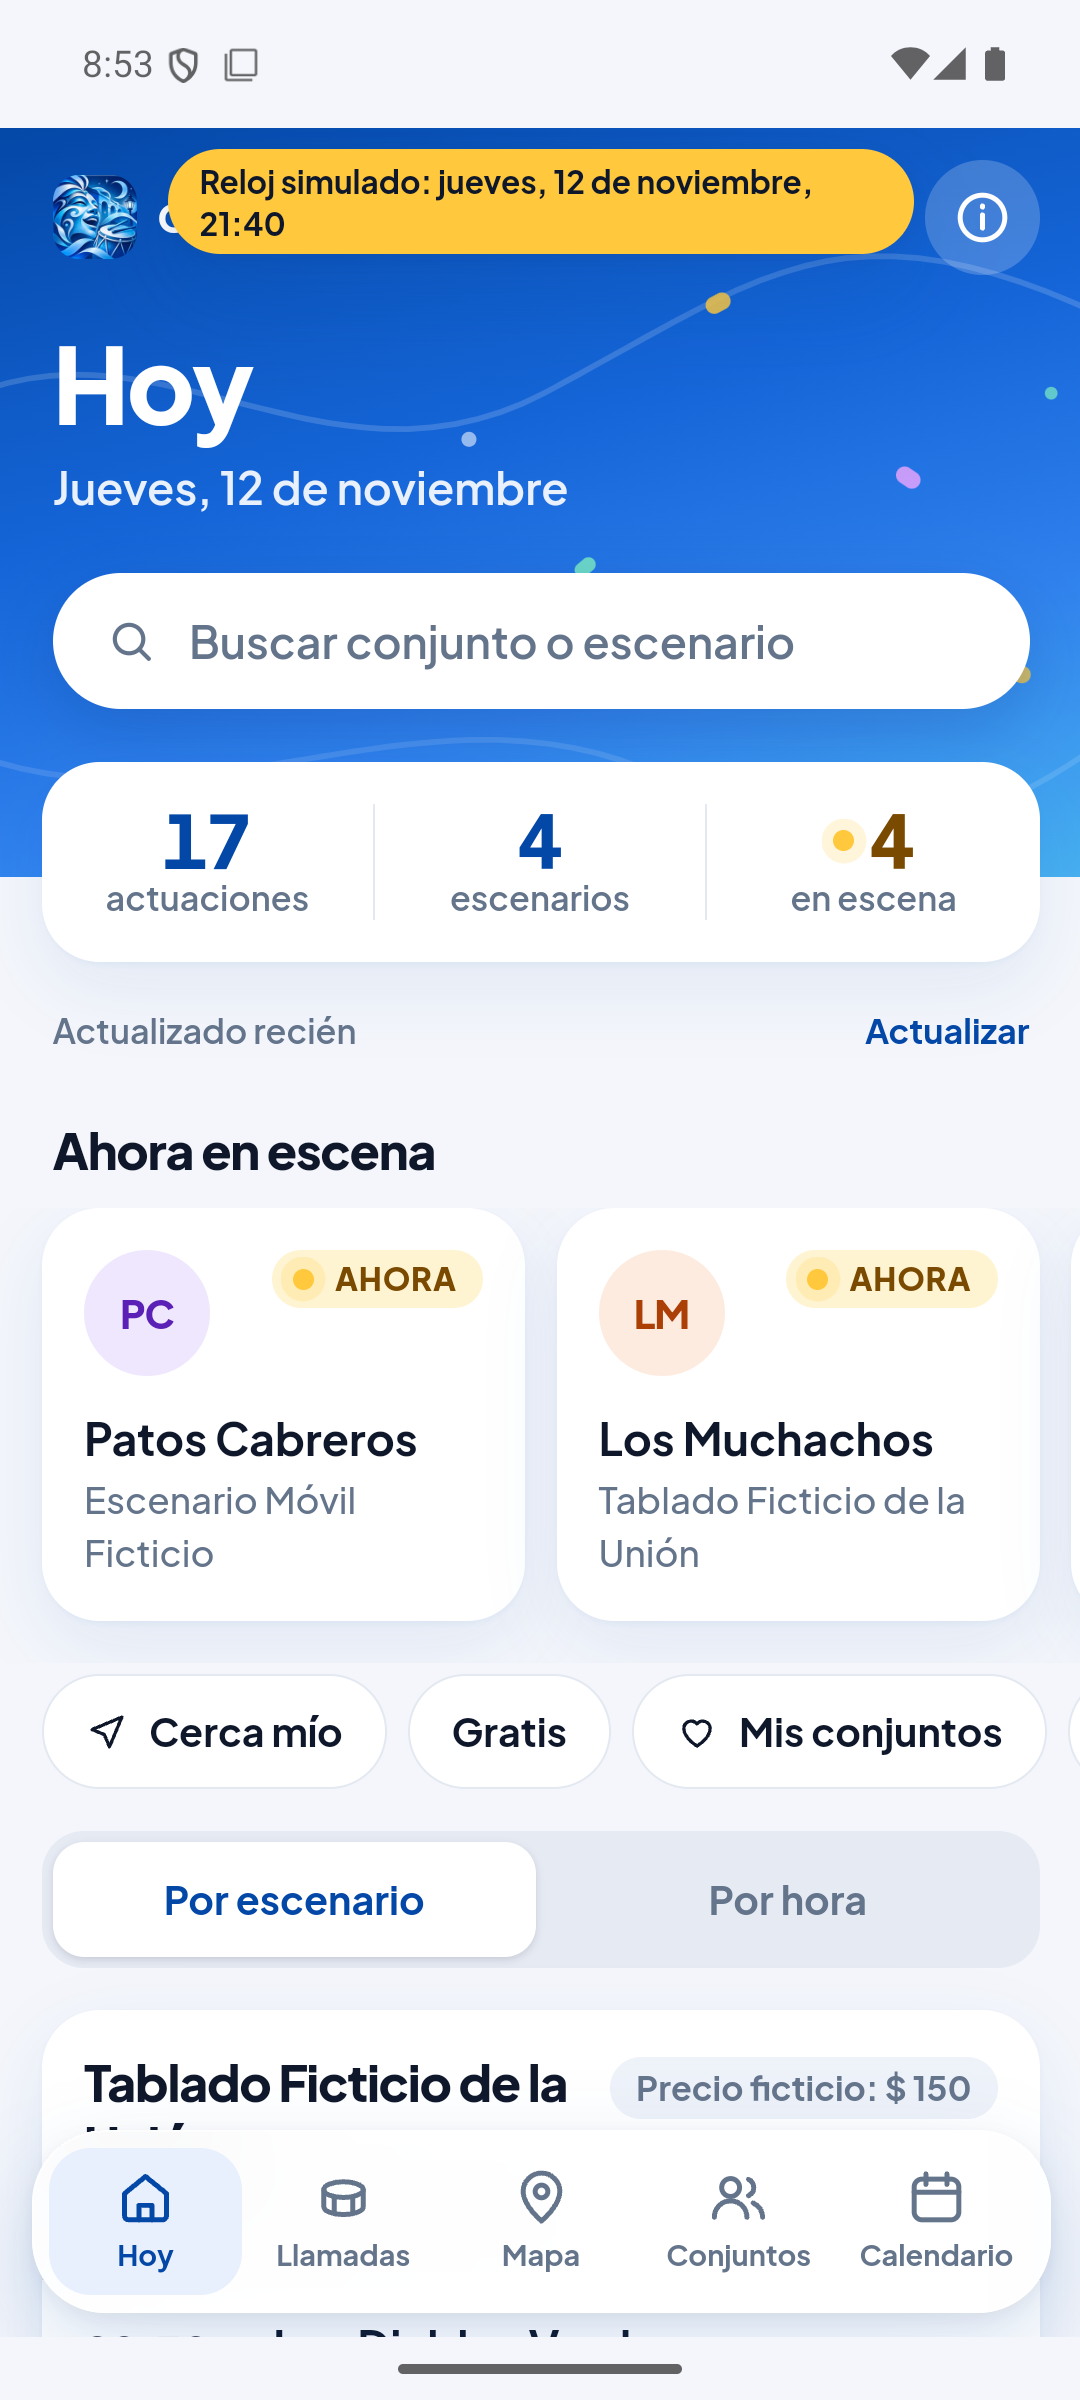 8:53
Reloj simulado: jueves, 12 de noviembre,
21:40
Hoy
Jueves, 12 de noviembre
Buscar conjunto o escenario
17
actuaciones
4
escenarios
4
en escena
Actualizado recién
Actualizar
Ahora en escena
PC
AHORA
Patos Cabreros
Escenario Móvil
Ficticio
LM
AHORA
Los Muchachos
Tablado Ficticio de la
Unión
Cerca mío
Gratis
Mis conjuntos
Por escenario
Por hora
Tablado Ficticio de la
Precio ficticio: $ 150
Hoy
Llamadas
Mapa
Conjuntos
Calendario